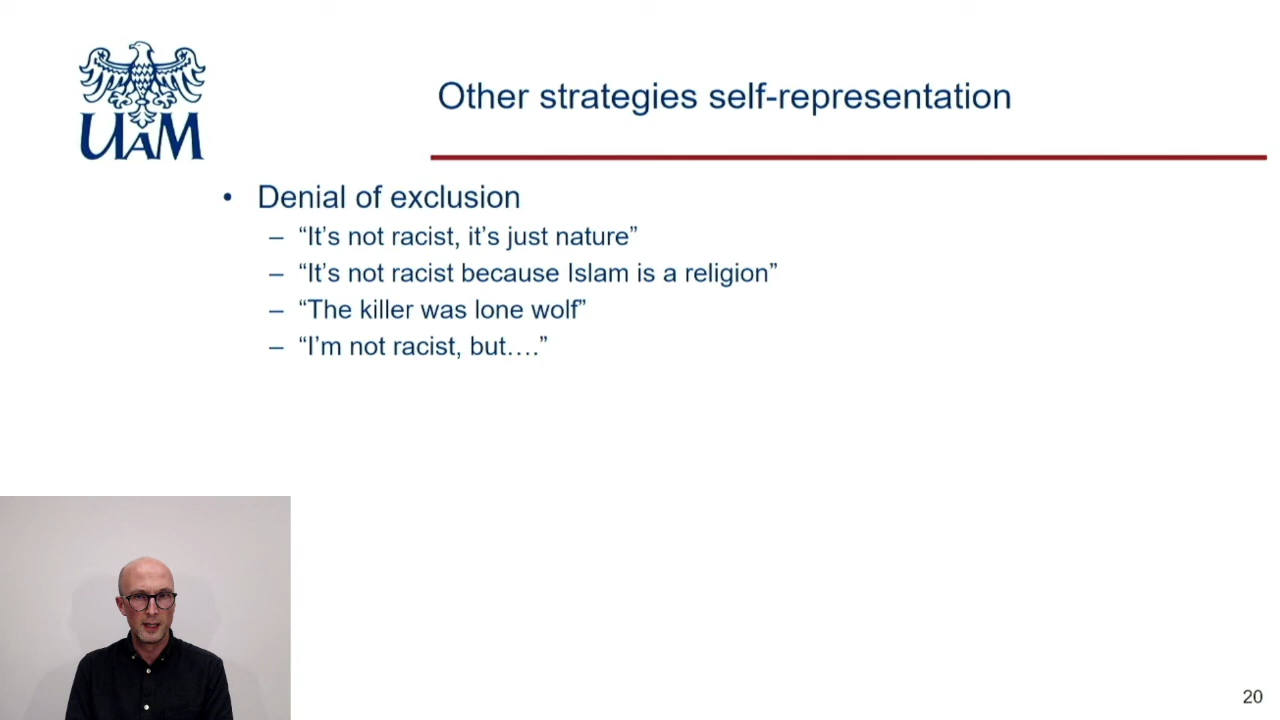 UAM
Other strategies self-representation
• Denial of exclusion
– “It’s not racist, it’s just nature”
– “It’s not racist because Islam is a religion”
– “The killer was lone wolf”
– “I’m not racist, but….”
20